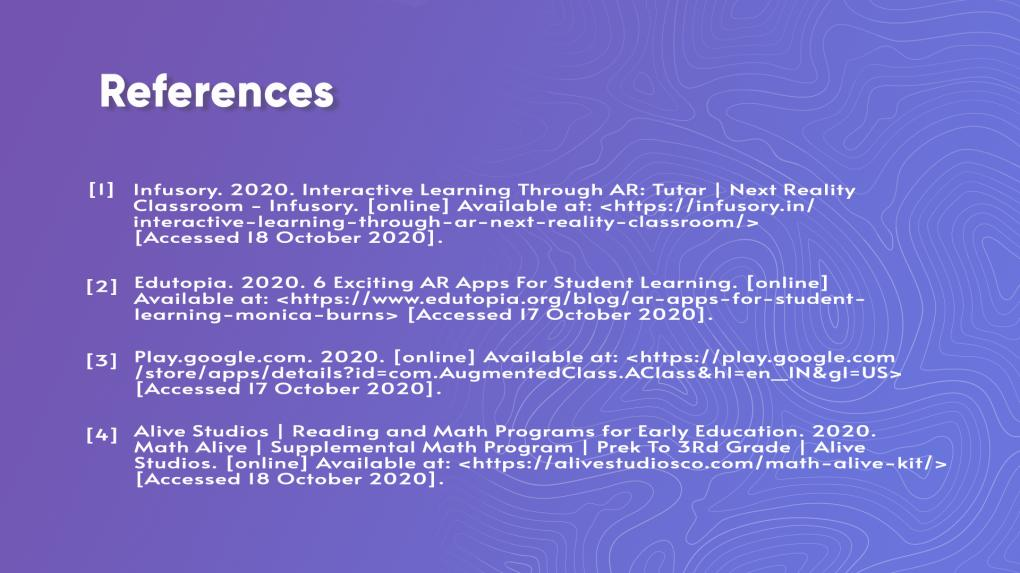 References
[1] Infusory. 2020. Interactive Learning Through AR: Tutar | Next Reality
Classroom - Infusory. [online] Available at: <https://infusory.in/
interactive-learning-through-ar-next-reality-classroom/>
[Accessed 18 October 2020].
[2] Edutopia. 2020. 6 Exciting AR Apps For Student Learning. [online]
Available at: <https://www.edutopia.org/blog/ar-apps-for-student-
learning-monica-burns> [Accessed 17 October 2020].
[3] Play.google.com. 2020. [online] Available at: <https://play.google.com
/store/apps/details?id=com.AugmentedClass.AClass&hl=en_IN&gl=US>
[Accessed 17 October 2020].
[4] Alive Studios | Reading and Math Programs for Early Education. 2020.
Math Alive | Supplemental Math Program | Prek To 3Rd Grade | Alive
Studios. [online] Available at: <https://alivestudiosco.com/math-alive-kit/>
[Accessed 18 October 2020].